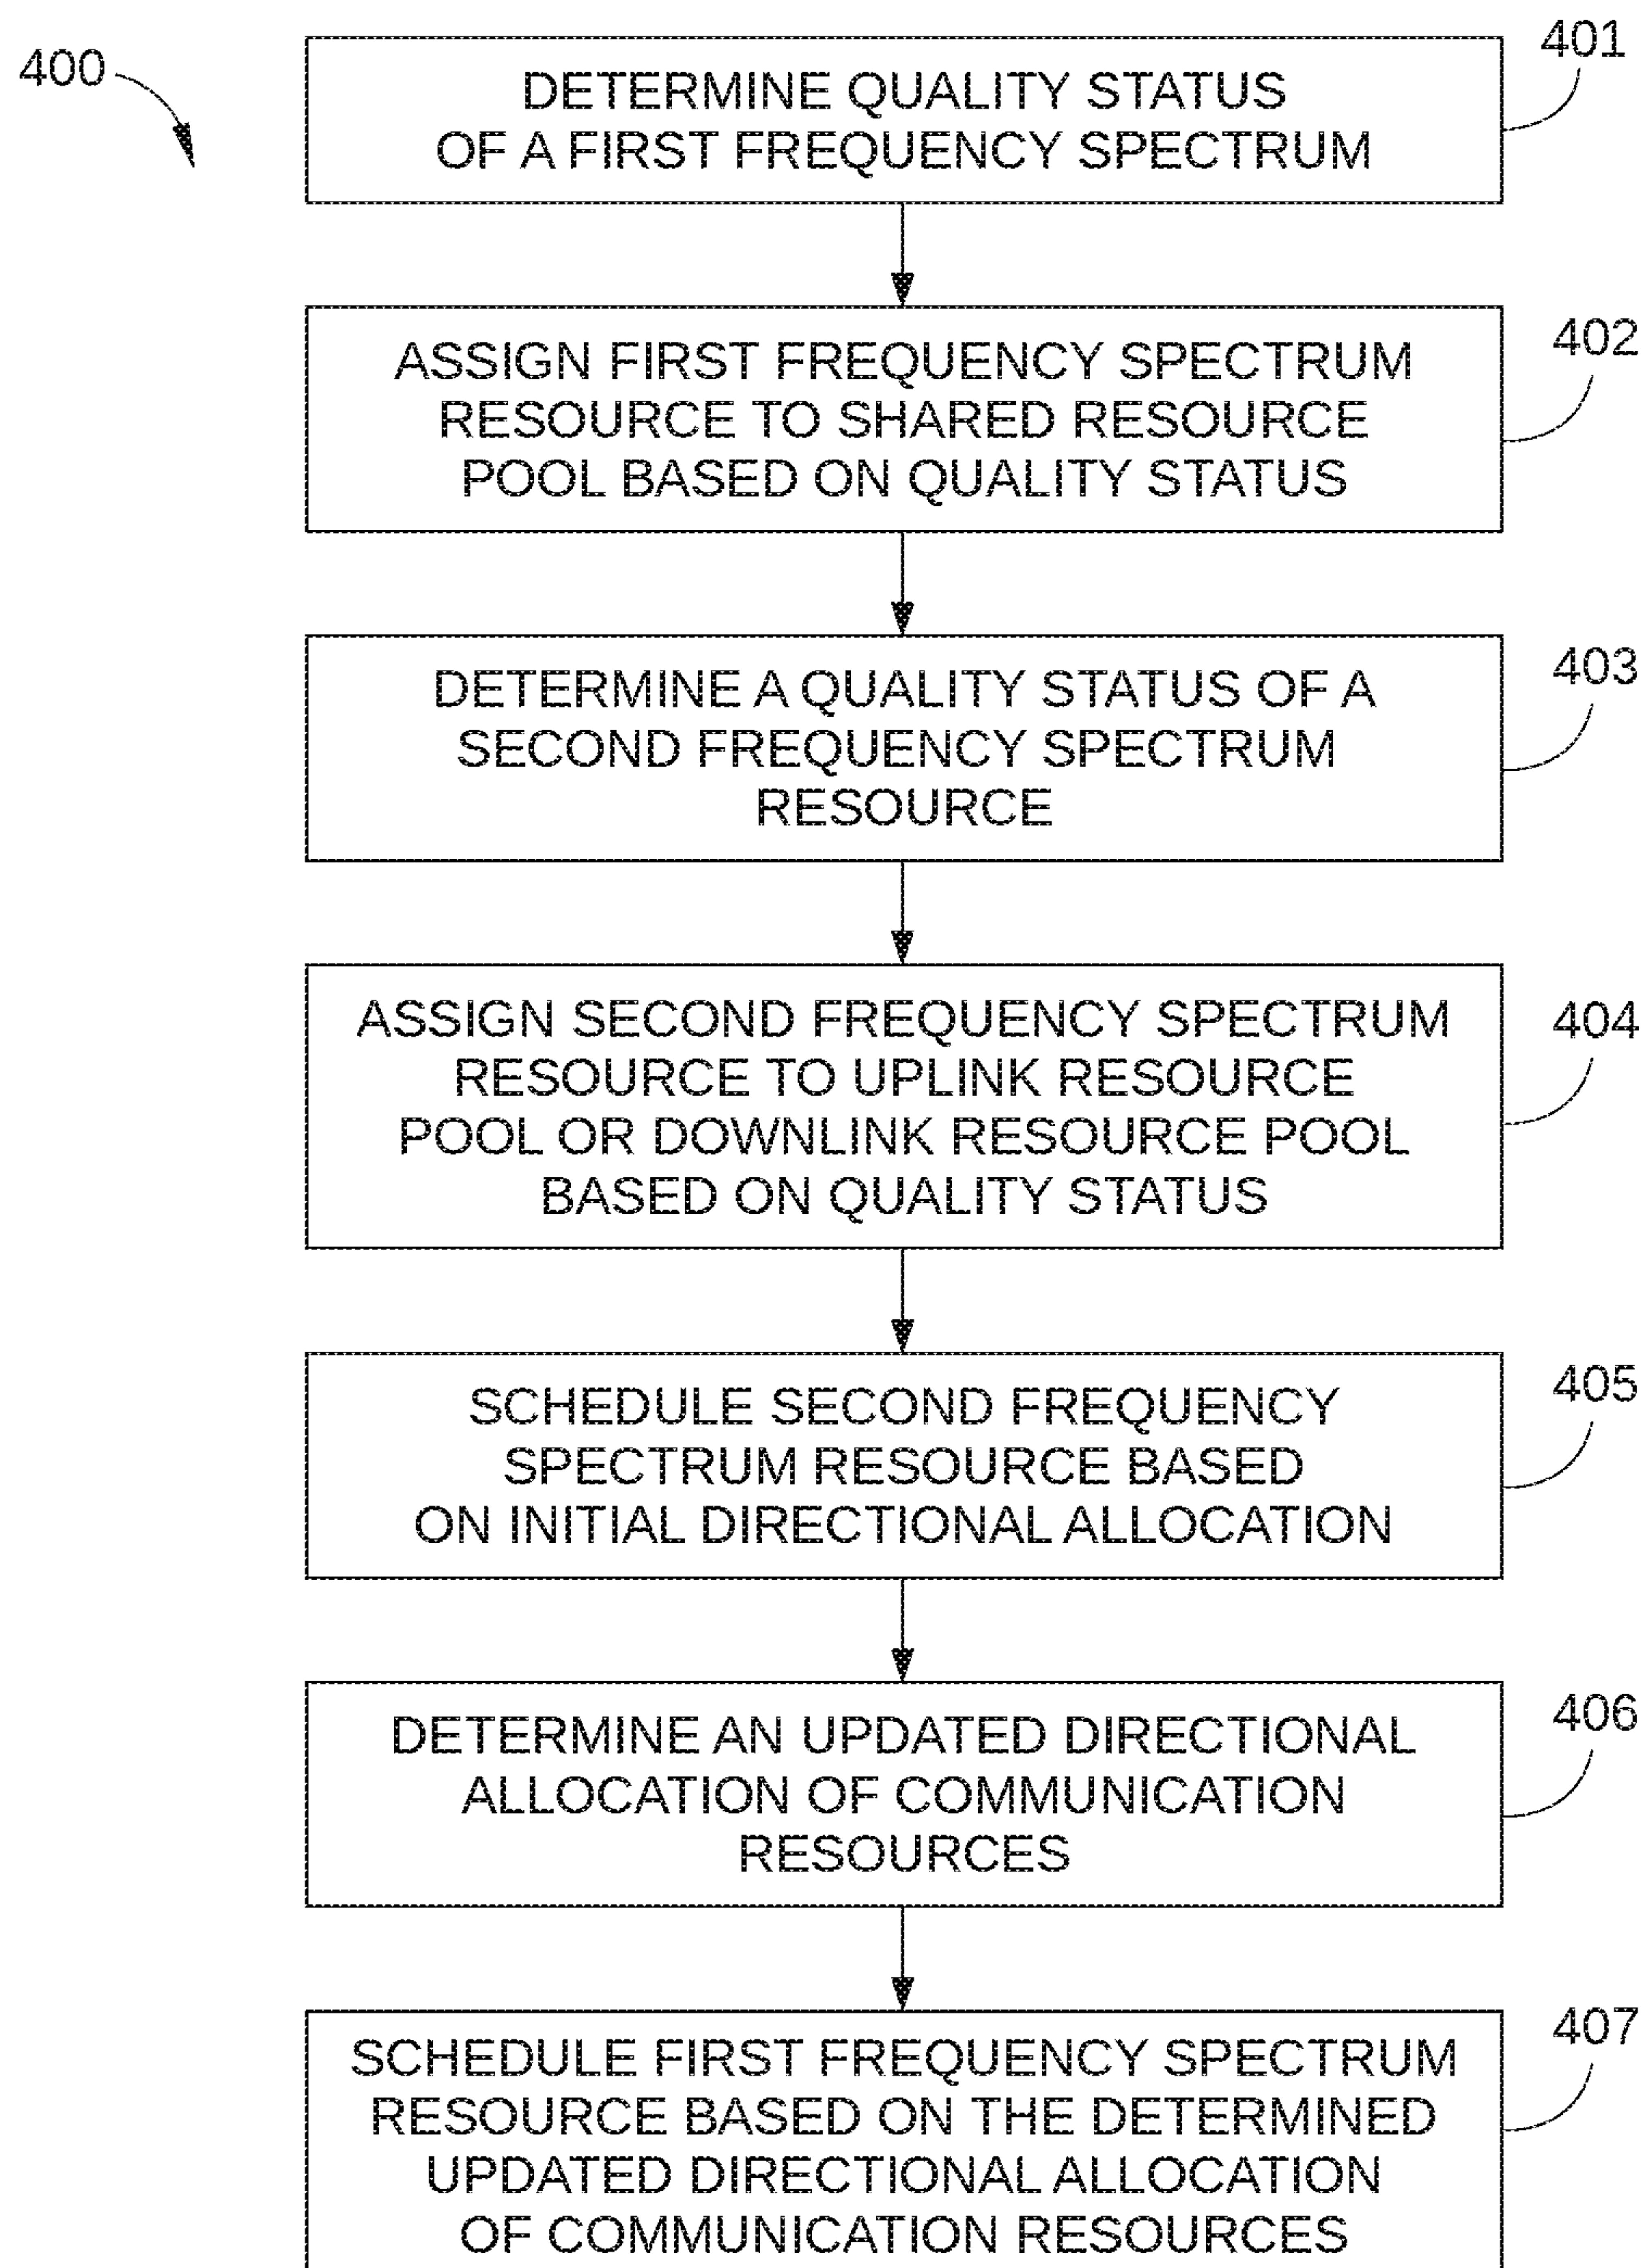 400
401
DETERMINE QUALITY STATUS
OF A FIRST FREQUENCY SPECTRUM
402
ASSIGN FIRST FREQUENCY SPECTRUM
RESOURCE TO SHARED RESOURCE
POOL BASED ON QUALITY STATUS
403
DETERMINE A QUALITY STATUS OF A
SECOND FREQUENCY SPECTRUM
RESOURCE
404
ASSIGN SECOND FREQUENCY SPECTRUM
RESOURCE TO UPLINK RESOURCE
POOL OR DOWNLINK RESOURCE POOL
BASED ON QUALITY STATUS
405
SCHEDULE SECOND FREQUENCY
SPECTRUM RESOURCE BASED
ON INITIAL DIRECTIONAL ALLOCATION
406
DETERMINE AN UPDATED DIRECTIONAL
ALLOCATION OF COMMUNICATION
RESOURCES
407
SCHEDULE FIRST FREQUENCY SPECTRUM
RESOURCE BASED ON THE DETERMINED
UPDATED DIRECTIONAL ALLOCATION
OF COMMUNICATION RESOURCES